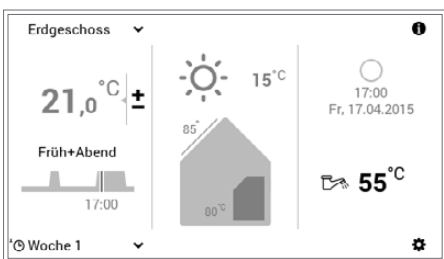 Erdgeschoss
21,0 °C ±
Früh+Abend
17:00
Woche 1
15°C
85°
80°C
17:00
Fr, 17.04.2015
55°C